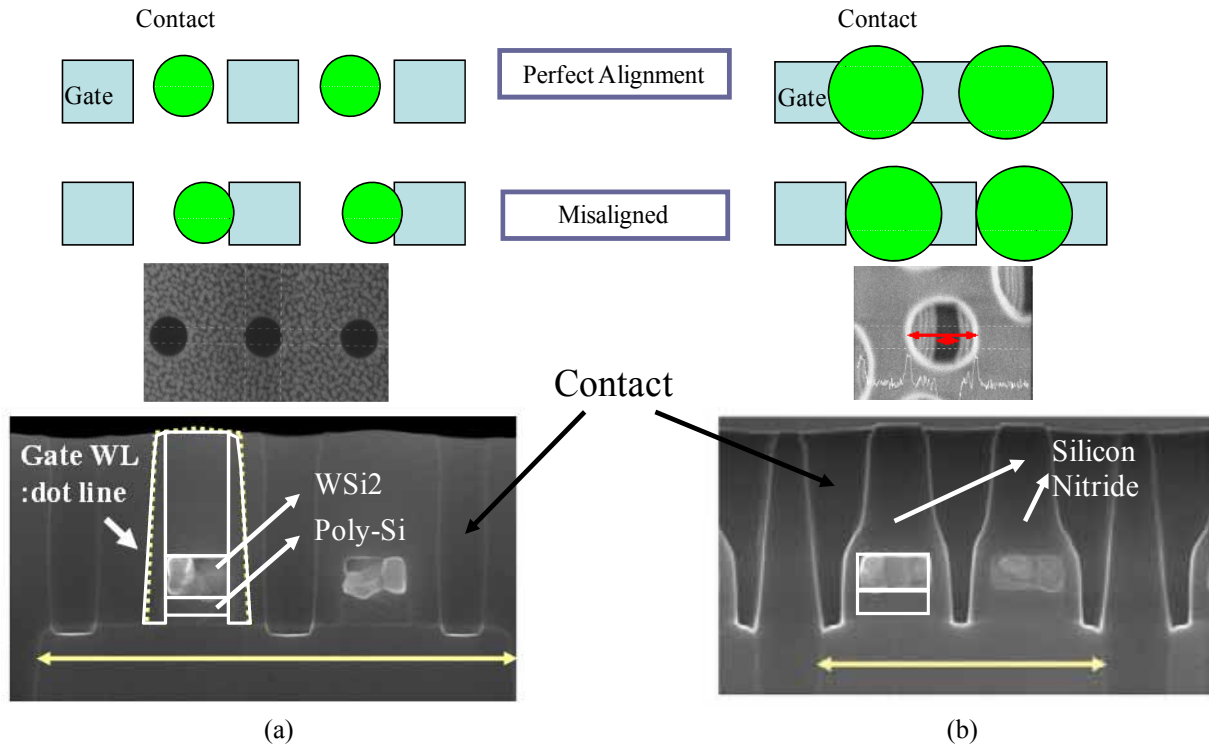 Contact
Contact
Gate
Perfect Alignment
Gate
Misaligned
Contact
Gate WL
:dot line
WSi2
Poly-Si
Silicon
Nitride
(a)
(b)